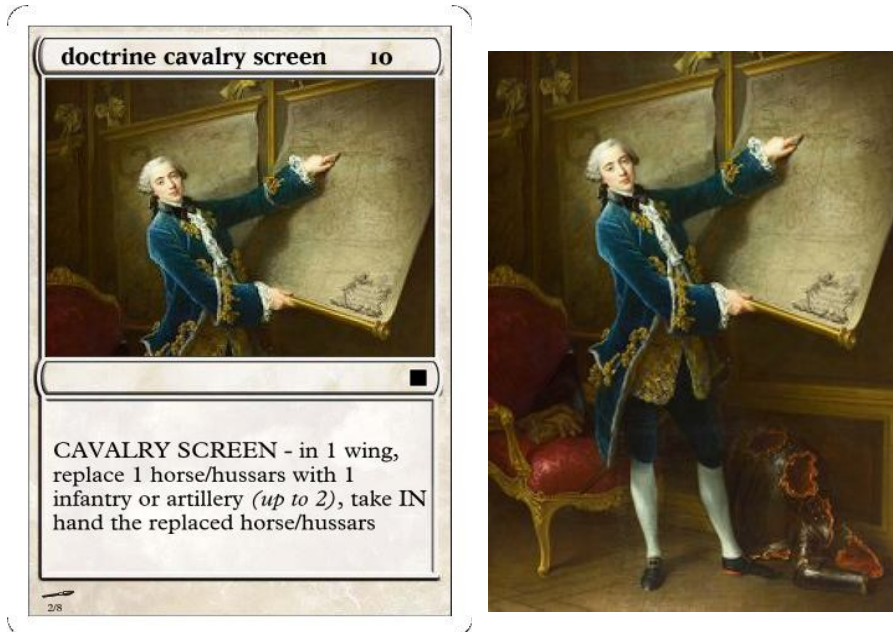 doctrine cavalry screen 10
CAVALRY SCREEN - in 1 wing,
replace 1 horse/hussars with 1
infantry or artillery (up to 2), take IN
hand the replaced horse/hussars
2/8